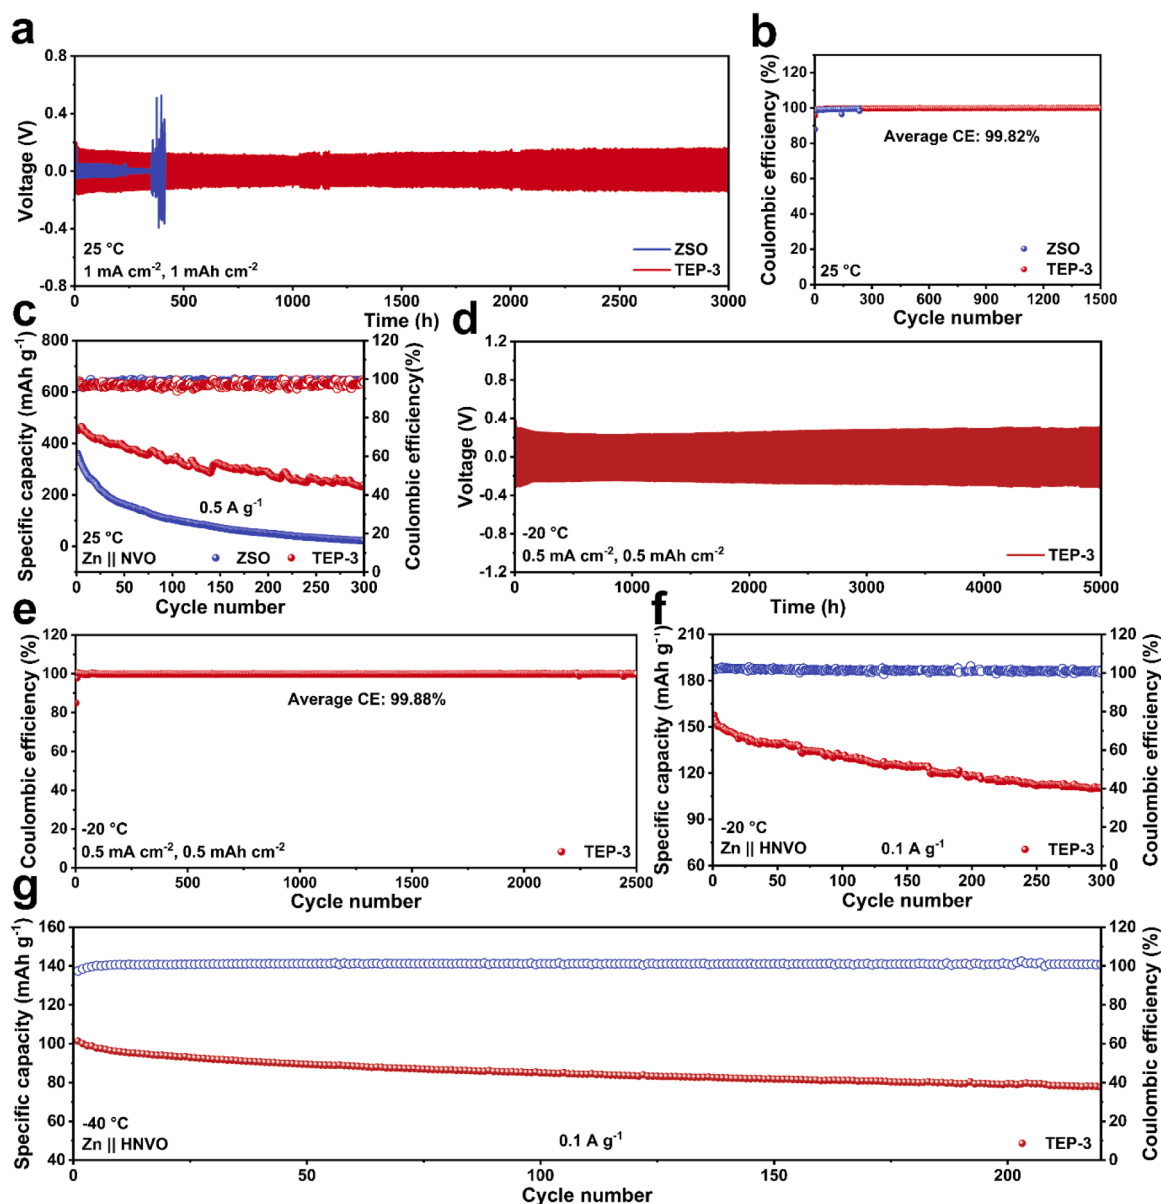 a
0.8
0.4
0.0
-0.4
-0.8
Voltage (V)
25 °C
1 mA cm⁻², 1 mAh cm⁻²
ZSO
TEP-3
0 500 1000 1500 2000 2500 3000
Time (h)
b
120
100
80
60
40
20
0
Coulombic efficiency (%)
Average CE: 99.82%
ZSO
TEP-3
25 °C
0 300 600 900 1200 1500
Cycle number
c
800
600
400
200
0
Specific capacity (mAh g⁻¹)
120
100
80
60
40
20
0
Coulombic efficiency(%)
0.5 A g⁻¹
25 °C
Zn || NVO
ZSO
TEP-3
0 50 100 150 200 250 300
Cycle number
d
1.2
0.8
0.4
0.0
-0.4
-0.8
-1.2
Voltage (V)
-20 °C
0.5 mA cm⁻², 0.5 mAh cm⁻²
TEP-3
0 1000 2000 3000 4000 5000
Time (h)
e
120
100
80
60
40
20
0
Coulombic efficiency (%)
Average CE: 99.88%
-20 °C
0.5 mA cm⁻², 0.5 mAh cm⁻²
TEP-3
0 500 1000 1500 2000 2500
Cycle number
f
210
180
150
120
90
60
Specific capacity (mAh g⁻¹)
120
100
80
60
40
20
0
Coulombic efficiency (%)
-20 °C
Zn || HNVO
0.1 A g⁻¹
TEP-3
0 50 100 150 200 250 300
Cycle number
g
160
140
120
100
80
60
40
Specific capacity (mAh g⁻¹)
120
100
80
60
40
20
0
Coulombic efficiency (%)
-40 °C
Zn || HNVO
0.1 A g⁻¹
TEP-3
0 50 100 150 200
Cycle number